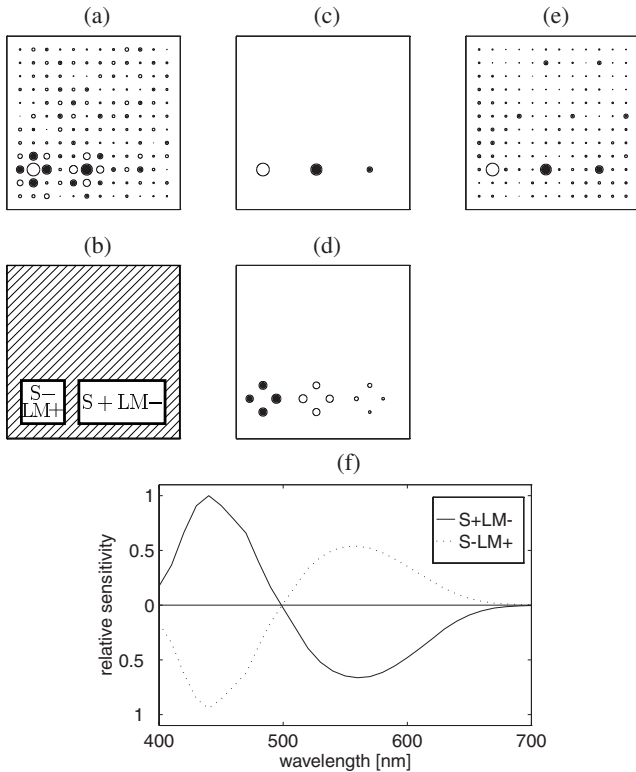 (a) (c) (e)
(b) (d)
S−
LM+
S + LM−
(f)
1
0.5
0
0.5
1
relative sensitivity
S+LM-
S-LM+
400 500 600 700
wavelength [nm]